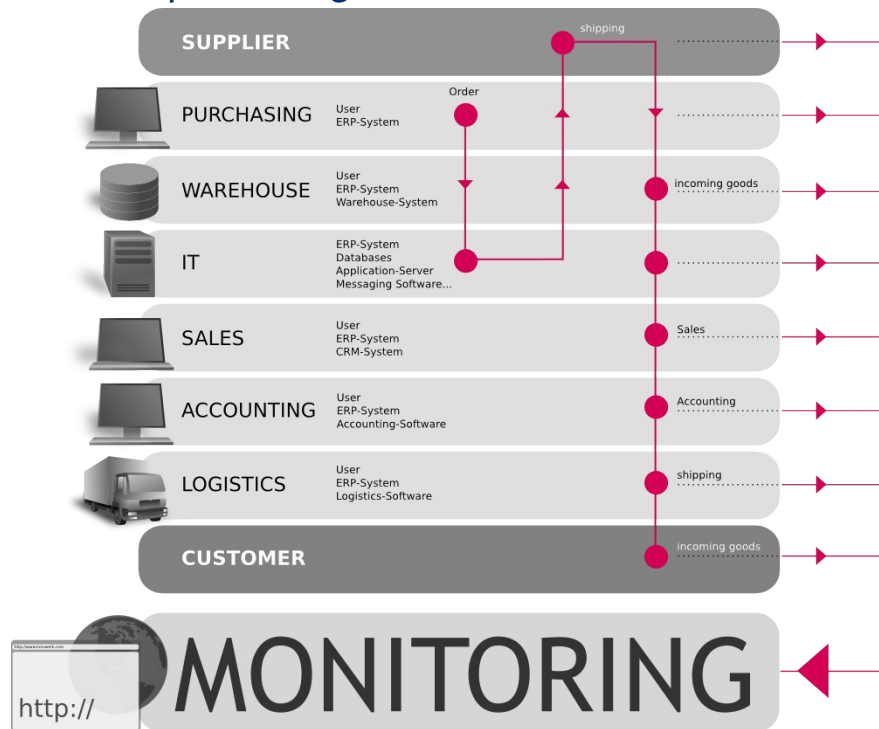 SUPPLIER
shipping
PURCHASING
User
ERP-System
Order
WAREHOUSE
User
ERP-System
Warehouse-System
incoming goods
IT
ERP-System
Databases
Application-Server
Messaging Software...
SALES
User
ERP-System
CRM-System
Sales
ACCOUNTING
User
ERP-System
Accounting-Software
Accounting
LOGISTICS
User
ERP-System
Logistics-Software
shipping
CUSTOMER
incoming goods
MONITORING
http://